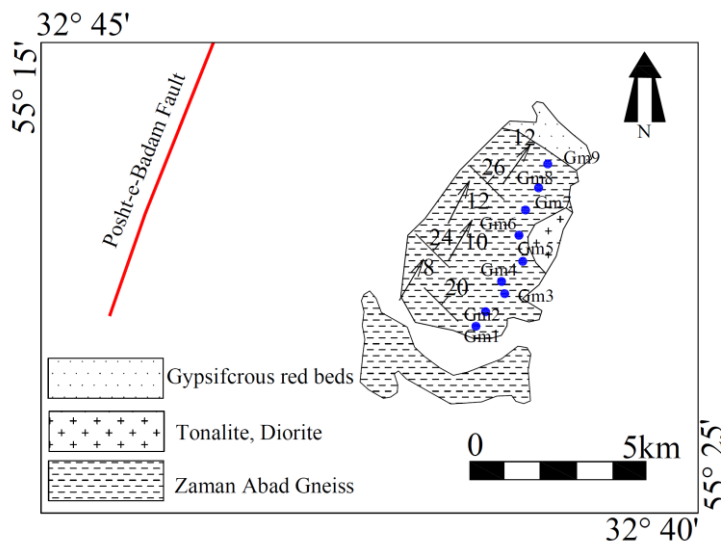 32° 45'
55° 15'
Posht-e-Badam Fault
N
12
Gm9
26
Gm8
12
Gm7
Gm6
24
10
Gm5
8
Gm4
20
Gm3
Gm2
Gm1
Gypsifcrous red beds
Tonalite, Diorite
Zaman Abad Gneiss
0 5km
55° 25'
32° 40'